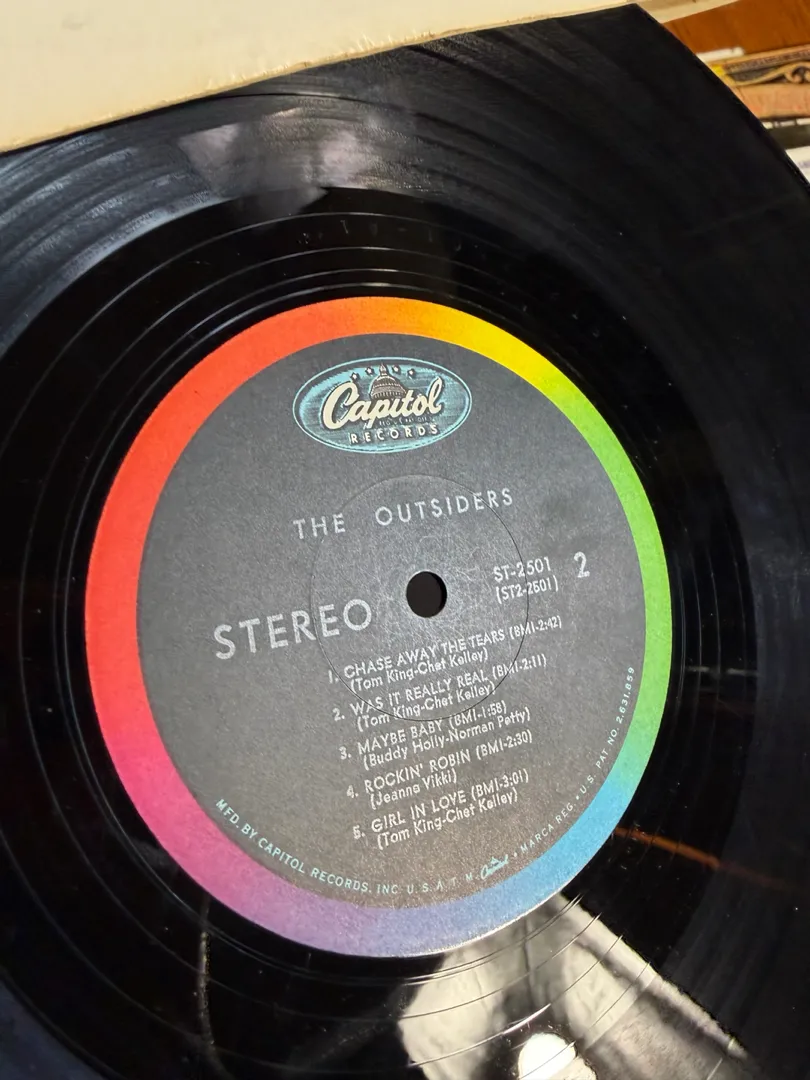 Capitol
RECORDS
THE OUTSIDERS
ST-2501 2
(ST2-2501)
STEREO
1. CHASE AWAY THE TEARS (BMI-2:42)
(Tom King-Chet Kelley)
2. WAS IT REALLY REAL (BMI-2:11)
(Tom King-Chet Kelley)
3. MAYBE BABY (BMI-1:58)
(Buddy Holly-Norman Petty)
4. ROCKIN' ROBIN (BMI-2:30)
(Jeanne Vikki)
5. GIRL IN LOVE (BMI-3:01)
(Tom King-Chet Kelley)
MFD. BY CAPITOL RECORDS, INC. U.S.A. T.M. Capitol • MARCA REG. • U.S. PAT. NO. 2,631,859